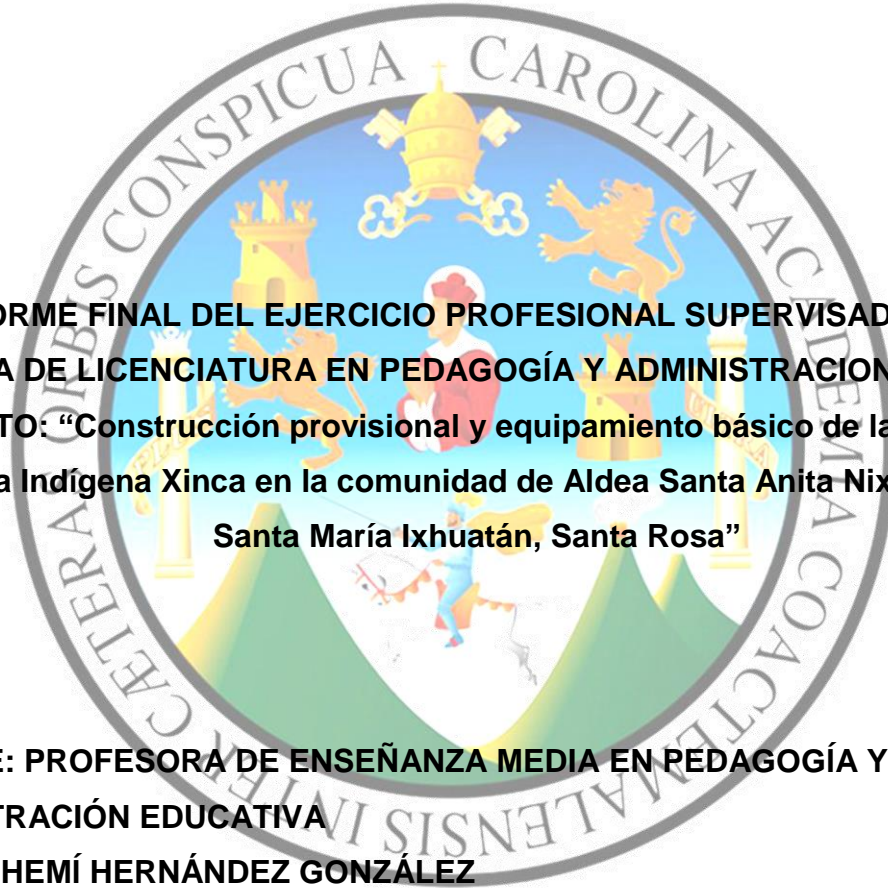 CAROLINA ACADEMIA COACTEMALENSIS INTER CÆTERAS ORBIS CONSPICUA
ORME FINAL DEL EJERCICIO PROFESIONAL SUPERVISAD
A DE LICENCIATURA EN PEDAGOGÍA Y ADMINISTRACION
TO: “Construcción provisional y equipamiento básico de la
a Indígena Xinca en la comunidad de Aldea Santa Anita Nix
Santa María Ixhuatán, Santa Rosa”
E: PROFESORA DE ENSEÑANZA MEDIA EN PEDAGOGÍA Y
TRACIÓN EDUCATIVA
HEMÍ HERNÁNDEZ GONZÁLEZ